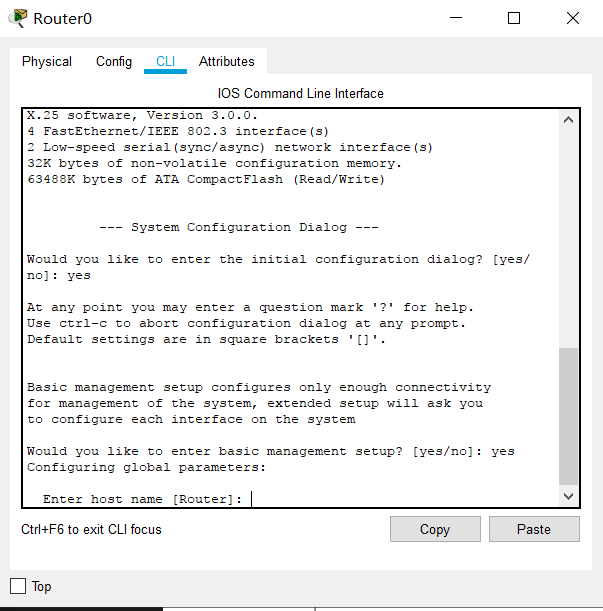 Router0
Physical Config CLI Attributes
IOS Command Line Interface
X.25 software, Version 3.0.0.
4 FastEthernet/IEEE 802.3 interface(s)
2 Low-speed serial(sync/async) network interface(s)
32K bytes of non-volatile configuration memory.
63488K bytes of ATA CompactFlash (Read/Write)
--- System Configuration Dialog ---
Would you like to enter the initial configuration dialog? [yes/
no]: yes
At any point you may enter a question mark '?' for help.
Use ctrl-c to abort configuration dialog at any prompt.
Default settings are in square brackets '[]'.
Basic management setup configures only enough connectivity
for management of the system, extended setup will ask you
to configure each interface on the system
Would you like to enter basic management setup? [yes/no]: yes
Configuring global parameters:
Enter host name [Router]:
Ctrl+F6 to exit CLI focus
Copy
Paste
Top